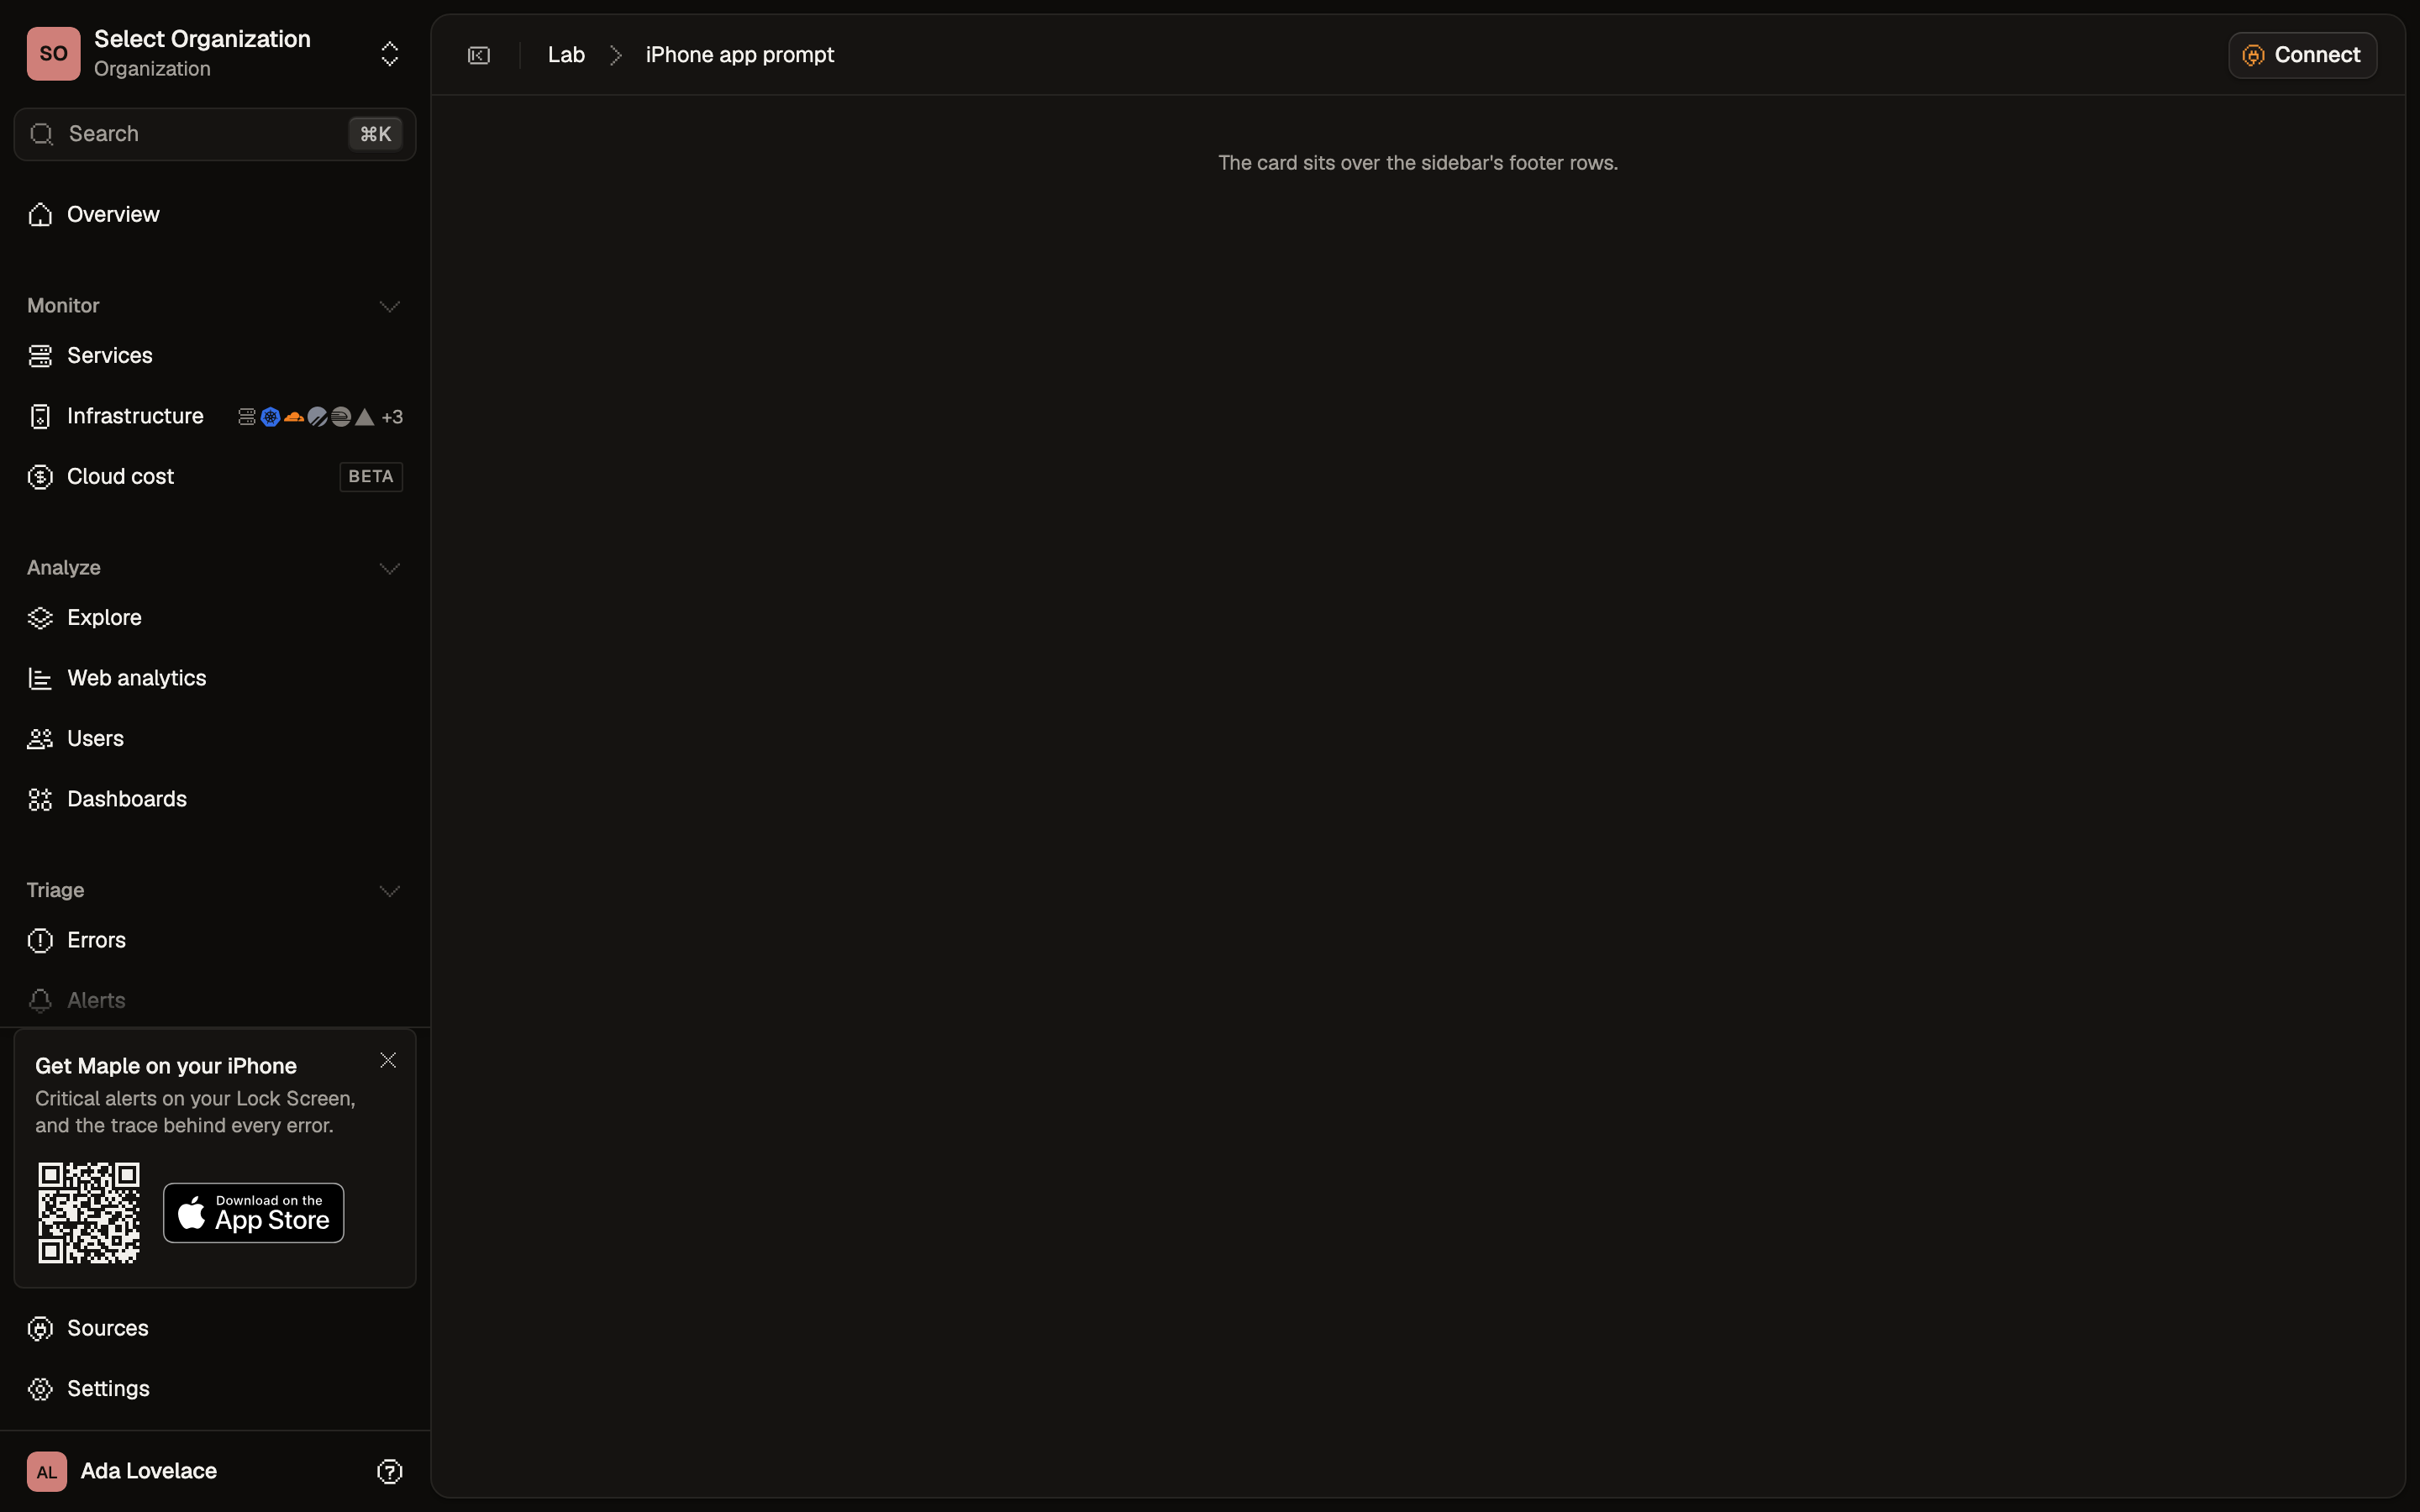 SO
Select Organization
Organization
Search
⌘K
Overview
Monitor
Services
Infrastructure
+3
Cloud cost
BETA
Analyze
Explore
Web analytics
Users
Dashboards
Triage
Errors
Alerts
Get Maple on your iPhone
Critical alerts on your Lock Screen,
and the trace behind every error.
Download on the
App Store
Sources
Settings
AL
Ada Lovelace
Lab
iPhone app prompt
Connect
The card sits over the sidebar's footer rows.